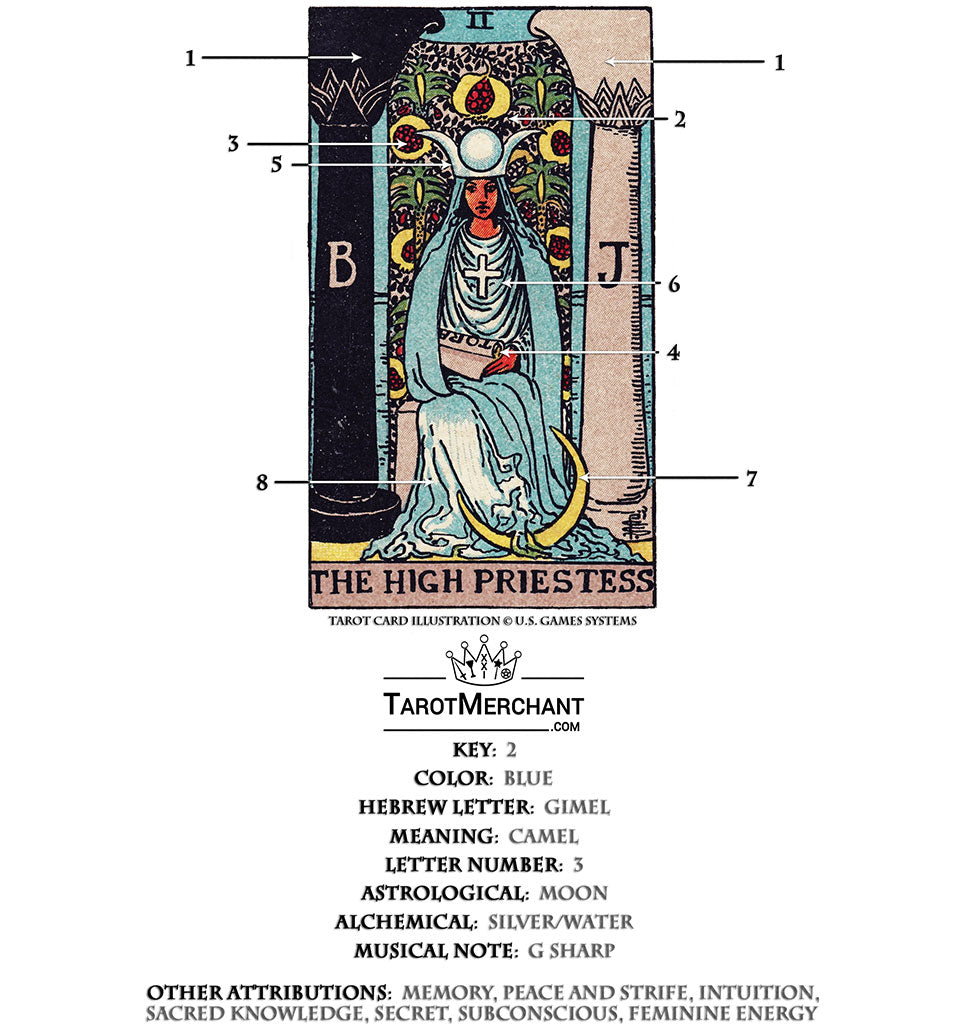 II
1
1
2
3
5
B
J
6
TORA
4
8
7
THE HIGH PRIESTESS
TAROT CARD ILLUSTRATION © U.S. GAMES SYSTEMS
TAROTMERCHANT
.COM
KEY: 2
COLOR: BLUE
HEBREW LETTER: GIMEL
MEANING: CAMEL
LETTER NUMBER: 3
ASTROLOGICAL: MOON
ALCHEMICAL: SILVER/WATER
MUSICAL NOTE: G SHARP
OTHER ATTRIBUTIONS: MEMORY, PEACE AND STRIFE, INTUITION,
SACRED KNOWLEDGE, SECRET, SUBCONSCIOUS, FEMININE ENERGY